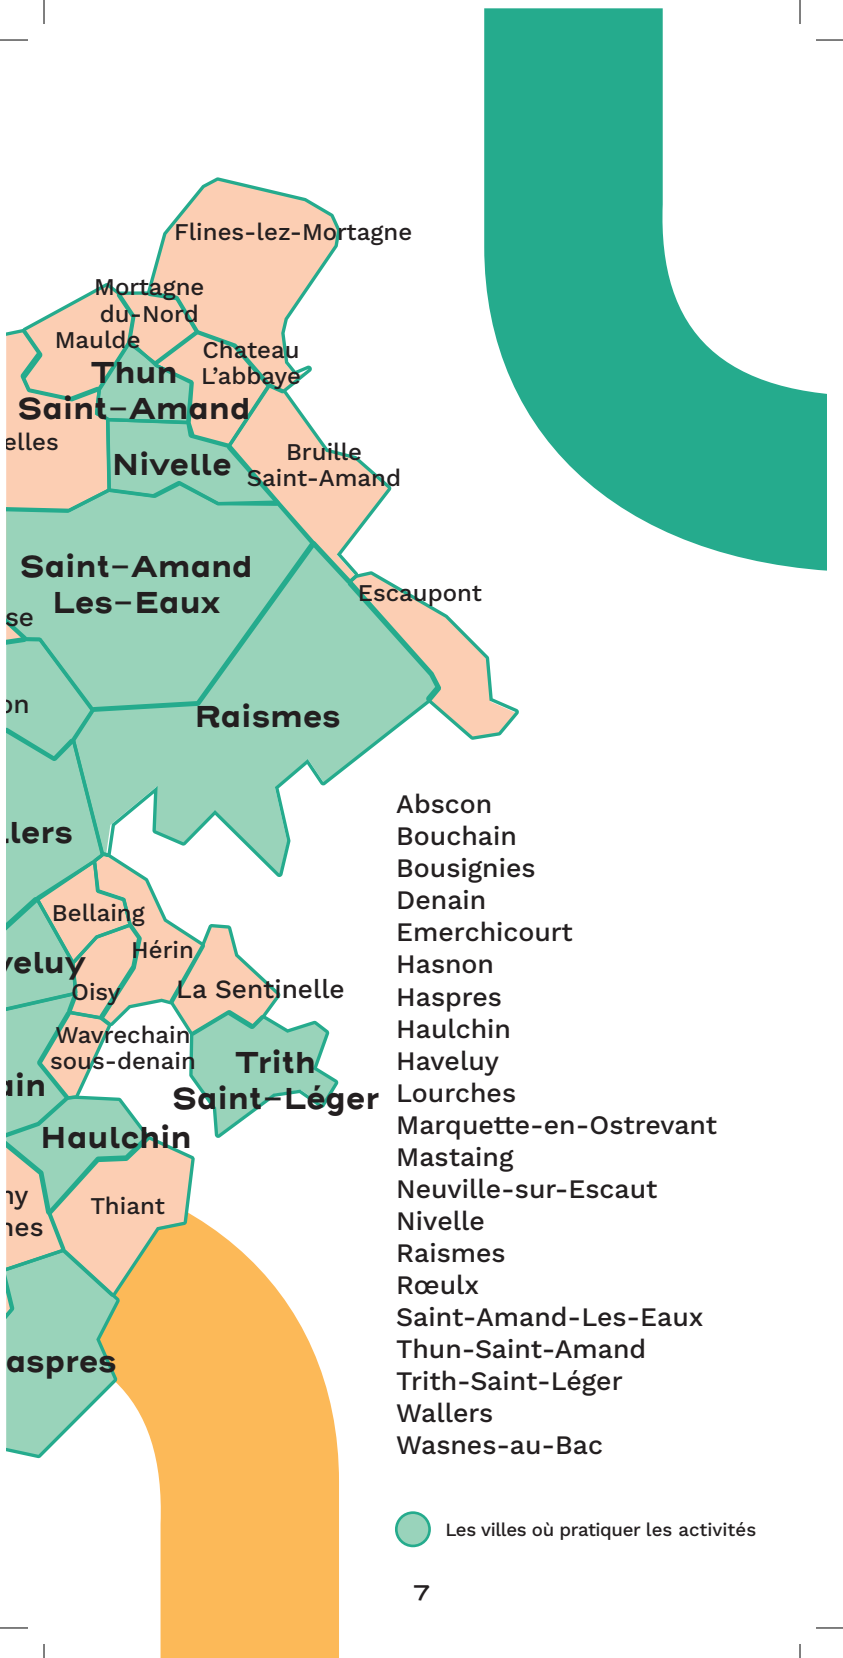 Flines-lez-Mortagne
Mortagne
du-Nord
Maulde
Chateau
L'abbaye
Thun
Saint-Amand
elles
Bruille
Saint-Amand
Nivelle
Saint-Amand
Les-Eaux
Escaupont
se
on
Raismes
llers
Bellaing
Hérin
veluy
Oisy
La Sentinelle
Wavrechain
sous-denain
Trith
Saint-Léger
ain
Haulchin
ny
nes
Thiant
aspres
Abscon
Bouchain
Bousignies
Denain
Emerchicourt
Hasnon
Haspres
Haulchin
Haveluy
Lourches
Marquette-en-Ostrevant
Mastaing
Neuville-sur-Escaut
Nivelle
Raismes
Rœulx
Saint-Amand-Les-Eaux
Thun-Saint-Amand
Trith-Saint-Léger
Wallers
Wasnes-au-Bac
Les villes où pratiquer les activités
7